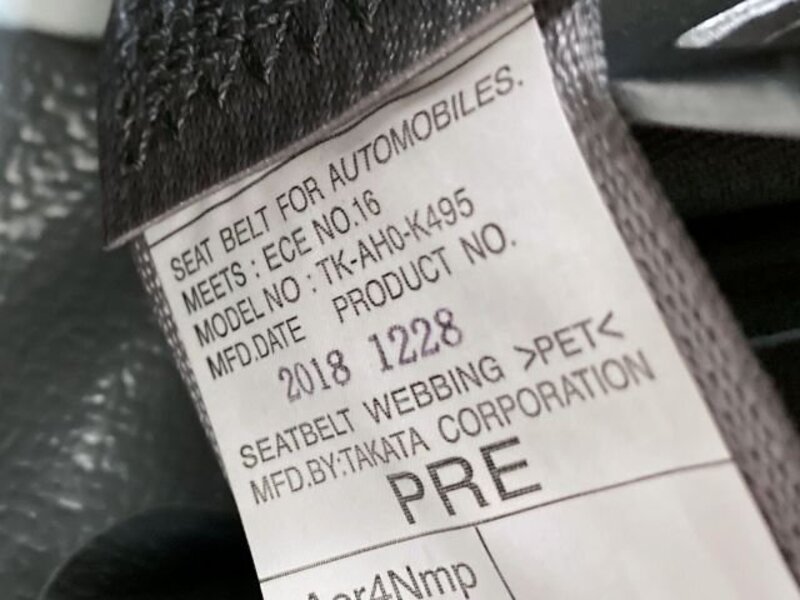 SEAT BELT FOR AUTOMOBILES.
MEETS : ECE NO.16
MODEL NO : TK-AH0-K495
MFD.DATE PRODUCT NO.
2018 1228
SEATBELT WEBBING >PET<
MFD.BY:TAKATA CORPORATION
PRE